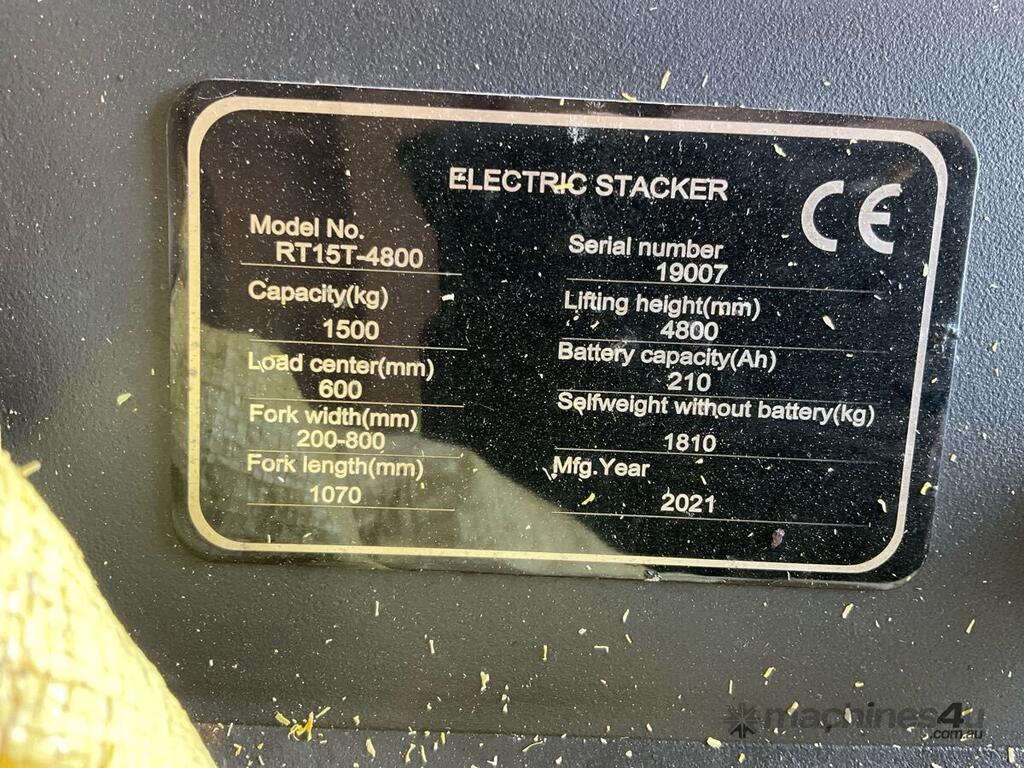 ELECTRIC STACKER
CE
Model No.
RT15T-4800
Capacity(kg)
1500
Load center(mm)
600
Fork width(mm)
200-800
Fork length(mm)
1070
Serial number
19007
Lifting height(mm)
4800
Battery capacity(Ah)
210
Selfweight without battery(kg)
1810
Mfg.Year
2021
machines4u
.com.au